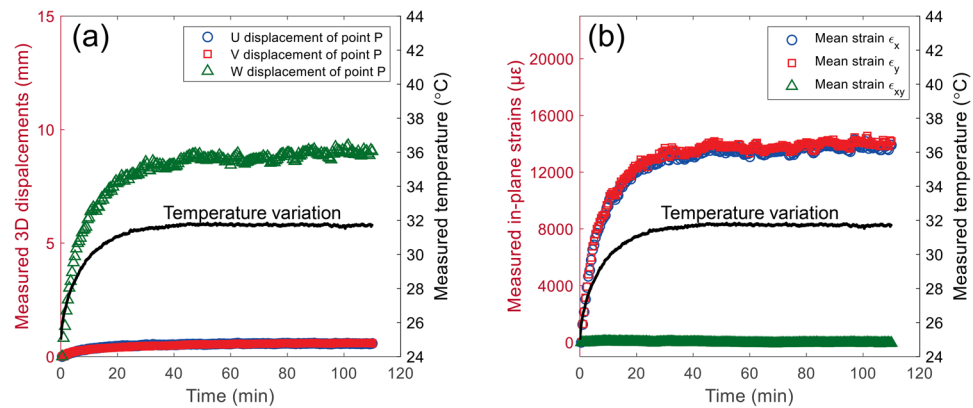 (a)
U displacement of point P
V displacement of point P
W displacement of point P
Temperature variation
15
10
5
0
44
42
40
38
36
34
32
30
28
26
24
0 20 40 60 80 100 120
Time (min)
Measured 3D displacements (mm)
Measured temperature (°C)
(b)
Mean strain ϵx
Mean strain ϵy
Mean strain ϵxy
Temperature variation
20000
16000
12000
8000
4000
0
44
42
40
38
36
34
32
30
28
26
24
0 20 40 60 80 100 120
Time (min)
Measured in-plane strains (με)
Measured temperature (°C)